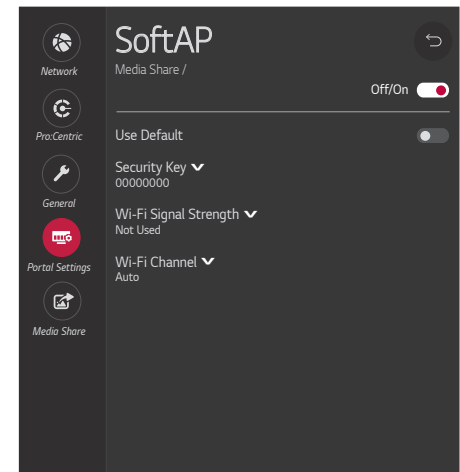 SoftAP
Media Share /
Off/On
Network
Pro:Centric
General
Portal Settings
Media Share
Use Default
Security Key
00000000
Wi-Fi Signal Strength
Not Used
Wi-Fi Channel
Auto